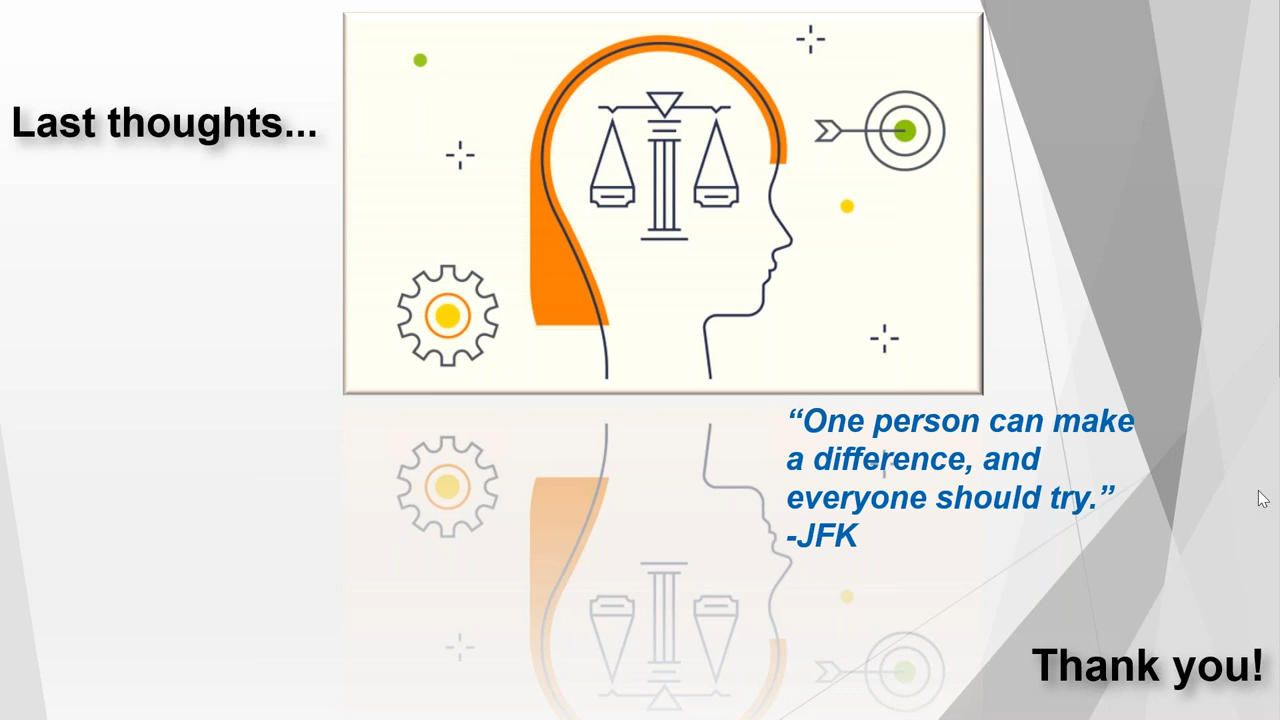 Last thoughts...
“One person can make
a difference, and
everyone should try.”
-JFK
Thank you!